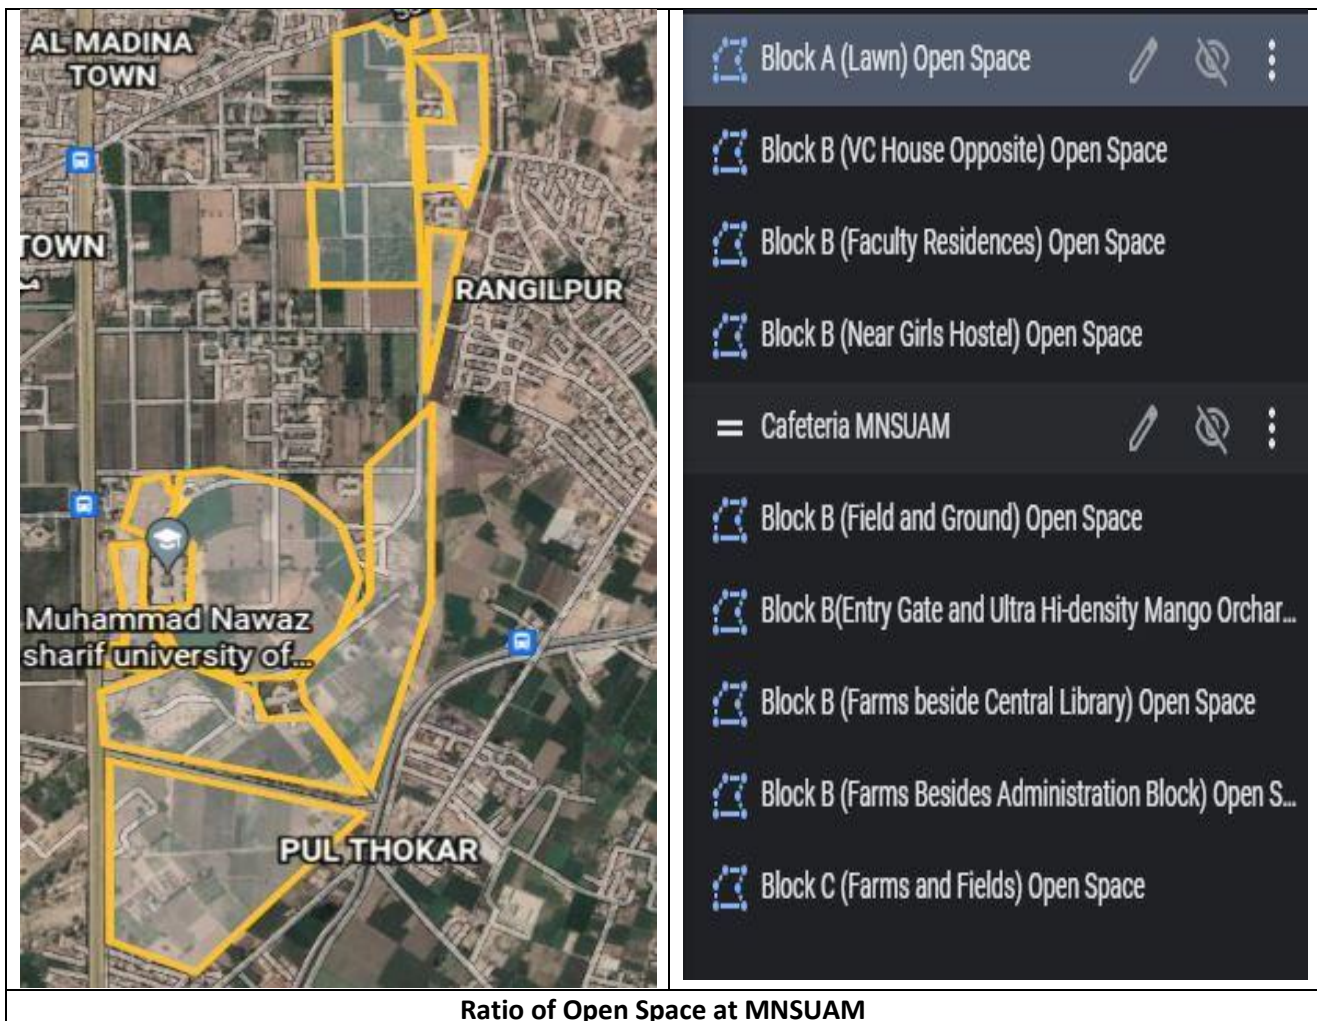 AL MADINA
TOWN
TOWN
RANGILPUR
Muhammad Nawaz
sharif university of...
PUL THOKAR
Block A (Lawn) Open Space
Block B (VC House Opposite) Open Space
Block B (Faculty Residences) Open Space
Block B (Near Girls Hostel) Open Space
Cafeteria MNSUAM
Block B (Field and Ground) Open Space
Block B(Entry Gate and Ultra Hi-density Mango Orchar...
Block B (Farms beside Central Library) Open Space
Block B (Farms Besides Administration Block) Open S...
Block C (Farms and Fields) Open Space
Ratio of Open Space at MNSUAM